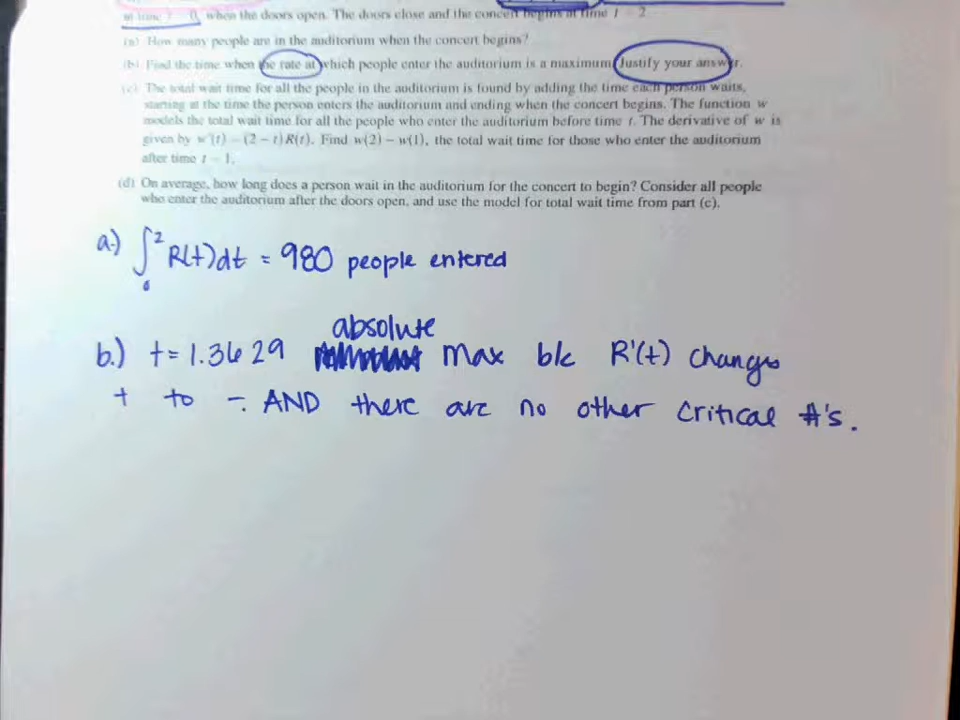 at time t = 0, when the doors open. The doors close and the concert begins at time t = 2.
(a) How many people are in the auditorium when the concert begins?
(b) Find the time when the rate at which people enter the auditorium is a maximum. Justify your answer.
(c) The total wait time for all the people in the auditorium is found by adding the time each person waits,
starting at the time the person enters the auditorium and ending when the concert begins. The function w
models the total wait time for all the people who enter the auditorium before time t. The derivative of w is
given by w'(t) = (2 − t)R(t). Find w(2) − w(1), the total wait time for those who enter the auditorium
after time t = 1.
(d) On average, how long does a person wait in the auditorium for the concert to begin? Consider all people
who enter the auditorium after the doors open, and use the model for total wait time from part (c).
a.) ∫₀² R(t)dt = 980 people entered
absolute
b.) t = 1.3629 max b/c R'(t) changes
+ to -. AND there are no other critical #'s.